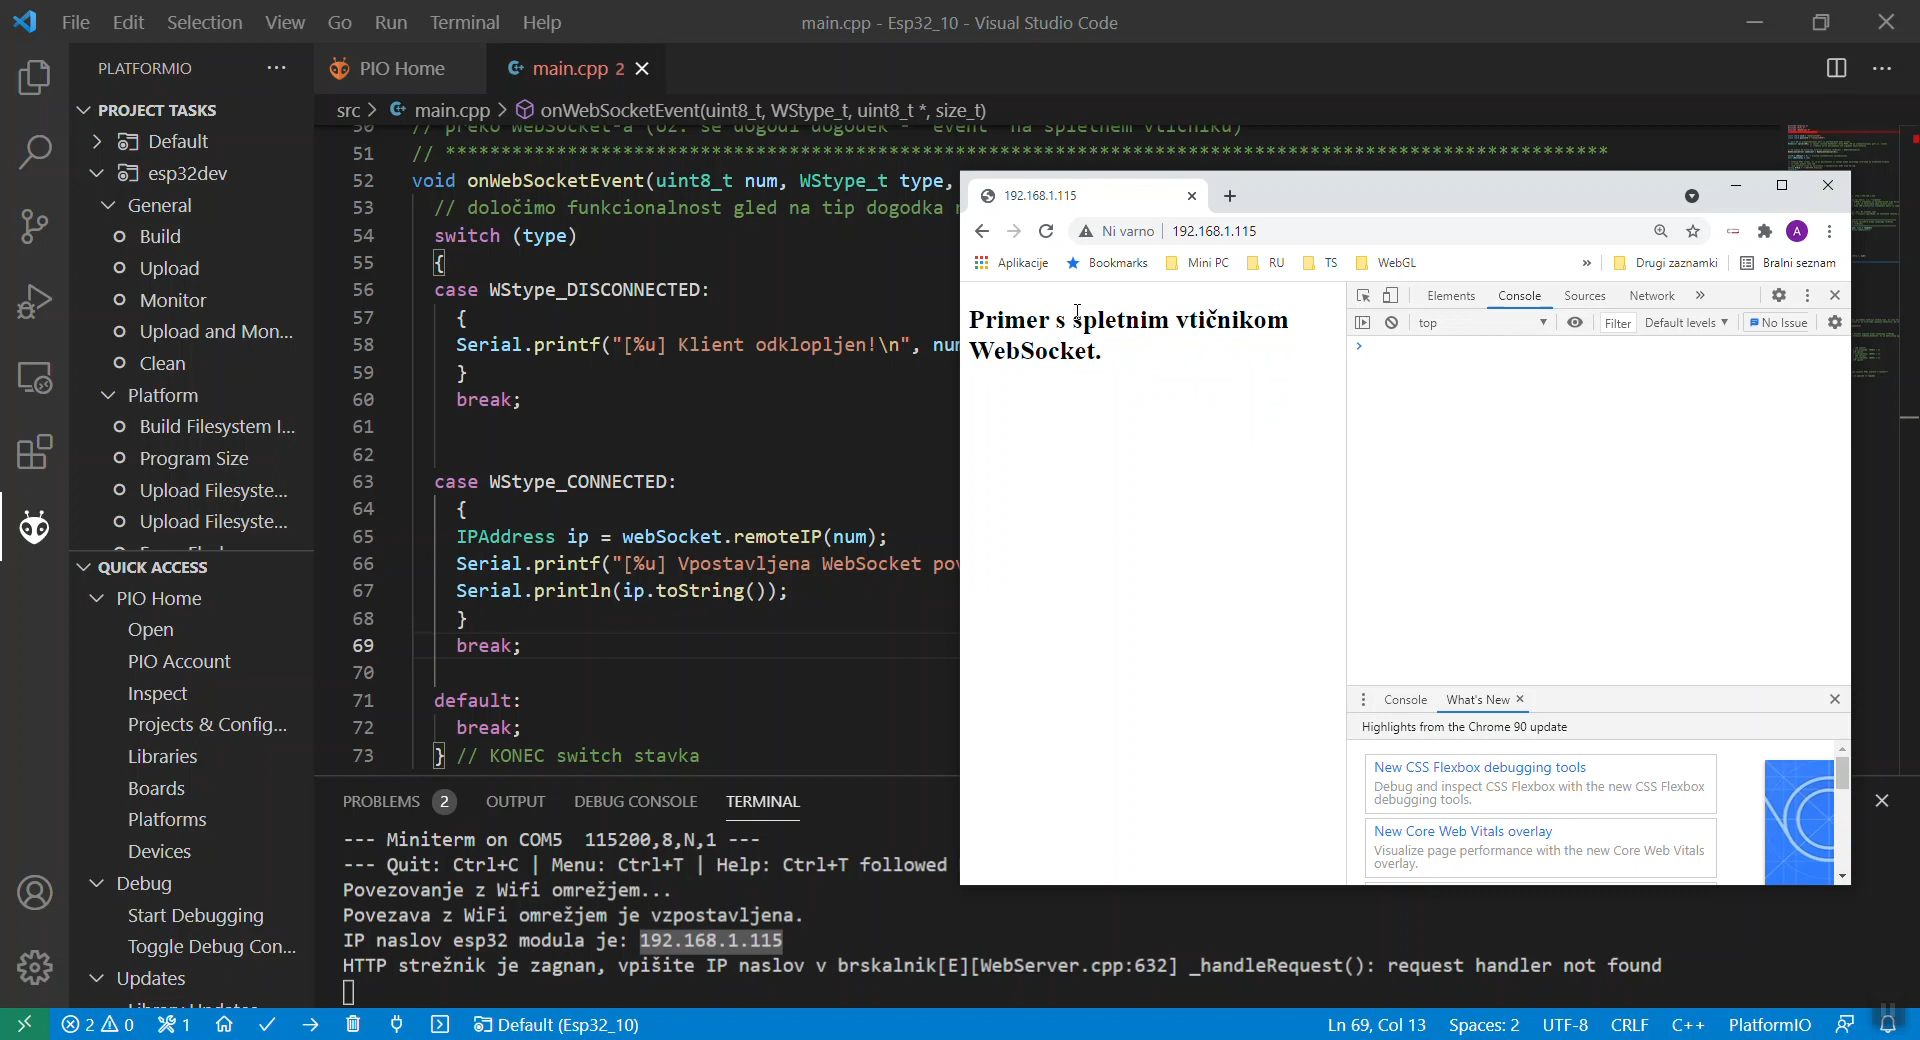 File Edit Selection View Go Run Terminal Help
main.cpp - Esp32_10 - Visual Studio Code
PLATFORMIO
PIO Home
main.cpp 2
PROJECT TASKS
Default
esp32dev
General
Build
Upload
Monitor
Upload and Mon...
Clean
Platform
Build Filesystem I...
Program Size
Upload Filesyste...
Upload Filesyste...
QUICK ACCESS
PIO Home
Open
PIO Account
Inspect
Projects & Config...
Libraries
Boards
Platforms
Devices
Debug
Start Debugging
Toggle Debug Con...
Updates
src > main.cpp > onWebSocketEvent(uint8_t, WStype_t, uint8_t *, size_t)
50 // preko WebSocket-a (oz. se dogodi dogodek - "event" na spletnem vtičniku)
51 // **********************************************************************************************************
52 void onWebSocketEvent(uint8_t num, WStype_t type,
53 // določimo funkcionalnost gled na tip dogodka
54 switch (type)
55 {
56 case WStype_DISCONNECTED:
57 {
58 Serial.printf("[%u] Klient odklopljen!\n", num
59 }
60 break;
61
62
63 case WStype_CONNECTED:
64 {
65 IPAddress ip = webSocket.remoteIP(num);
66 Serial.printf("[%u] Vpostavljena WebSocket pov
67 Serial.println(ip.toString());
68 }
69 break;
70
71 default:
72 break;
73 } // KONEC switch stavka
192.168.1.115
Ni varno | 192.168.1.115
A
Aplikacije Bookmarks Mini PC RU TS WebGL » Drugi zaznamki Bralni seznam
Primer s spletnim vtičnikom
WebSocket.
Elements Console Sources Network »
top Filter Default levels No Issue
>
Console What's New
Highlights from the Chrome 90 update
New CSS Flexbox debugging tools
Debug and inspect CSS Flexbox with the new CSS Flexbox
debugging tools.
New Core Web Vitals overlay
Visualize page performance with the new Core Web Vitals
overlay.
PROBLEMS 2 OUTPUT DEBUG CONSOLE TERMINAL
--- Miniterm on COM5 115200,8,N,1 ---
--- Quit: Ctrl+C | Menu: Ctrl+T | Help: Ctrl+T followed
Povezovanje z Wifi omrežjem...
Povezava z WiFi omrežjem je vzpostavljena.
IP naslov esp32 modula je: 192.168.1.115
HTTP strežnik je zagnan, vpišite IP naslov v brskalnik[E][WebServer.cpp:632] _handleRequest(): request handler not found
2 0 1 Default (Esp32_10)
Ln 69, Col 13 Spaces: 2 UTF-8 CRLF C++ PlatformIO